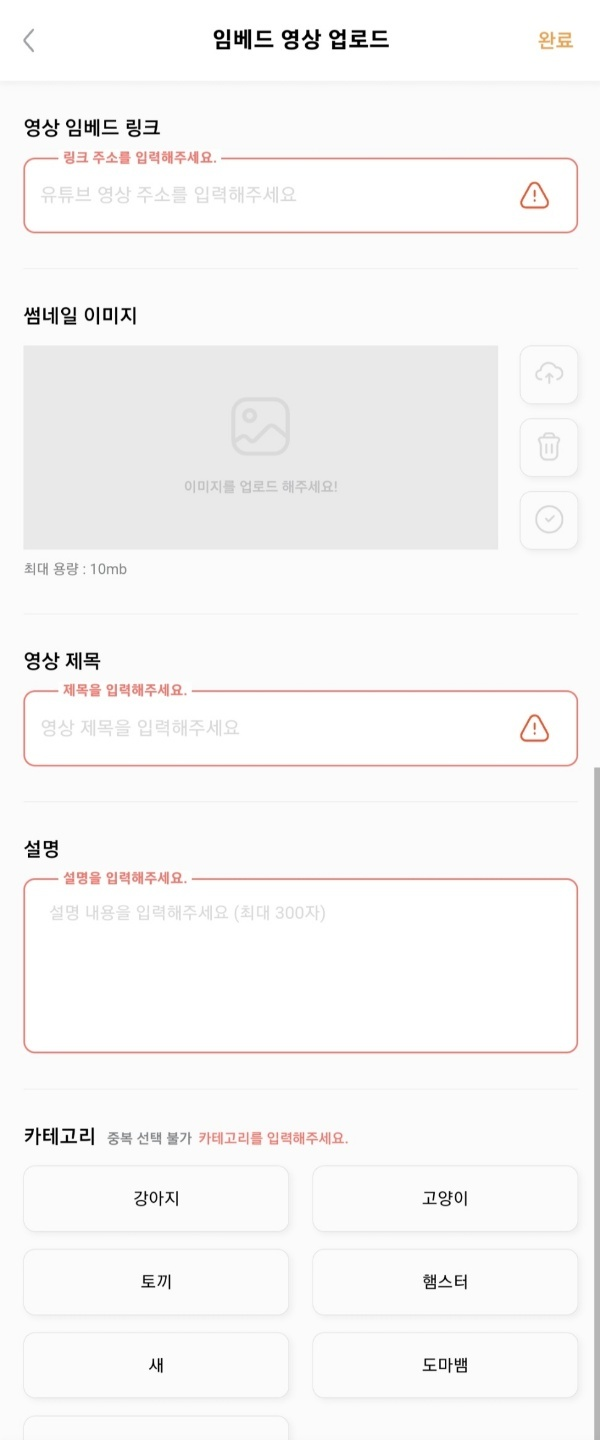 임베드 영상 업로드
완료
영상 임베드 링크
링크 주소를 입력해주세요.
유튜브 영상 주소를 입력해주세요
썸네일 이미지
이미지를 업로드 해주세요!
최대 용량 : 10mb
영상 제목
제목을 입력해주세요.
영상 제목을 입력해주세요
설명
설명을 입력해주세요.
설명 내용을 입력해주세요 (최대 300자)
카테고리 중복 선택 불가 카테고리를 입력해주세요.
강아지
고양이
토끼
햄스터
새
도마뱀